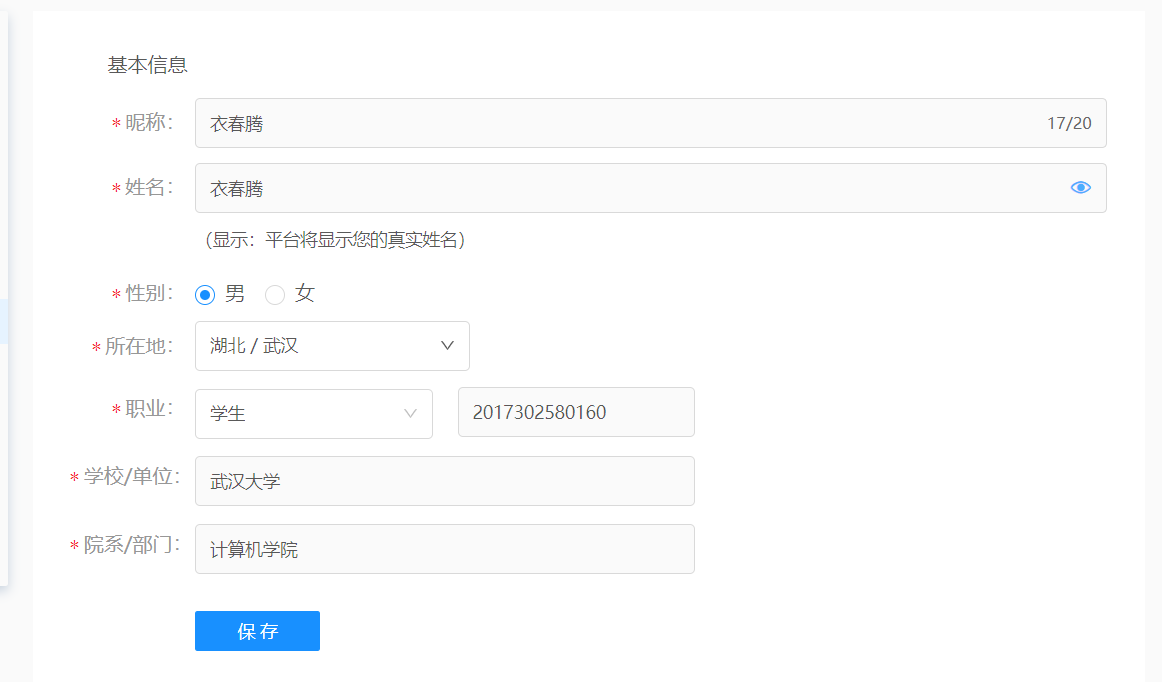 基本信息
*昵称： 衣春腾 17/20
*姓名： 衣春腾
（显示：平台将显示您的真实姓名）
*性别： 男 女
*所在地： 湖北 / 武汉
*职业： 学生 2017302580160
*学校/单位： 武汉大学
*院系/部门： 计算机学院
保存